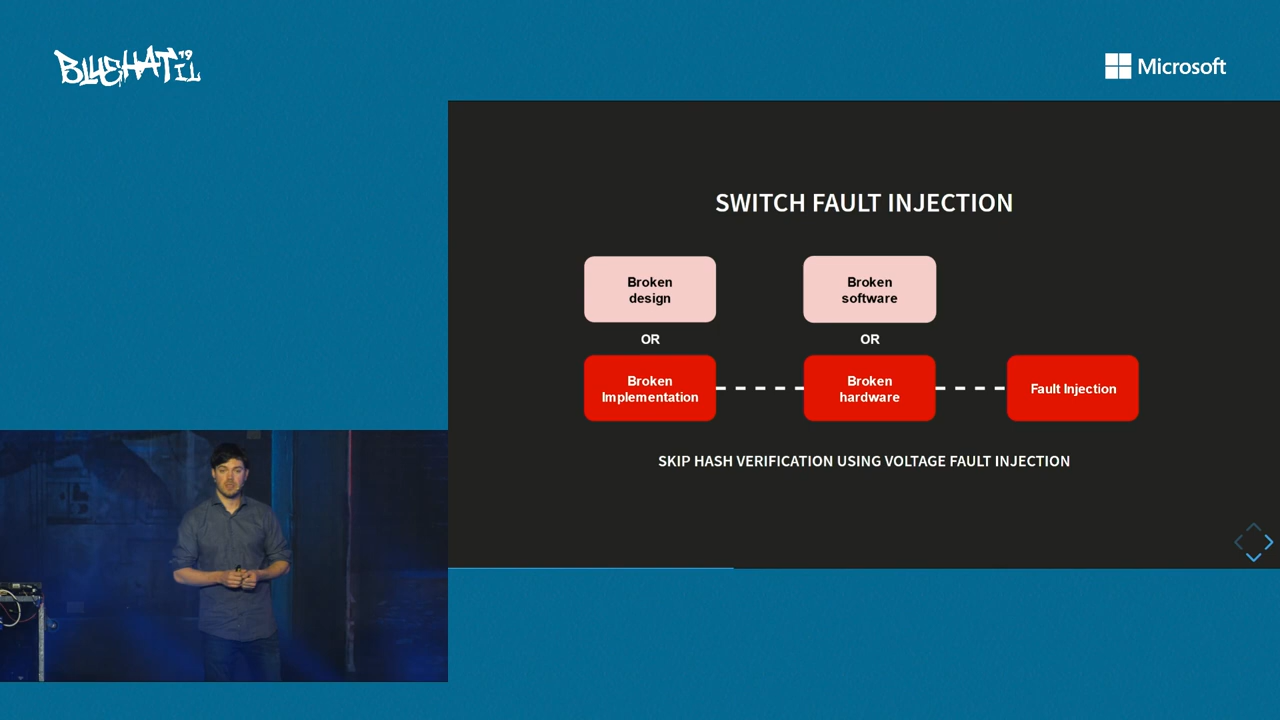 BLUEHAT IL '19
Microsoft
SWITCH FAULT INJECTION
Broken
design
Broken
software
OR
OR
Broken
Implementation
Broken
hardware
Fault Injection
SKIP HASH VERIFICATION USING VOLTAGE FAULT INJECTION